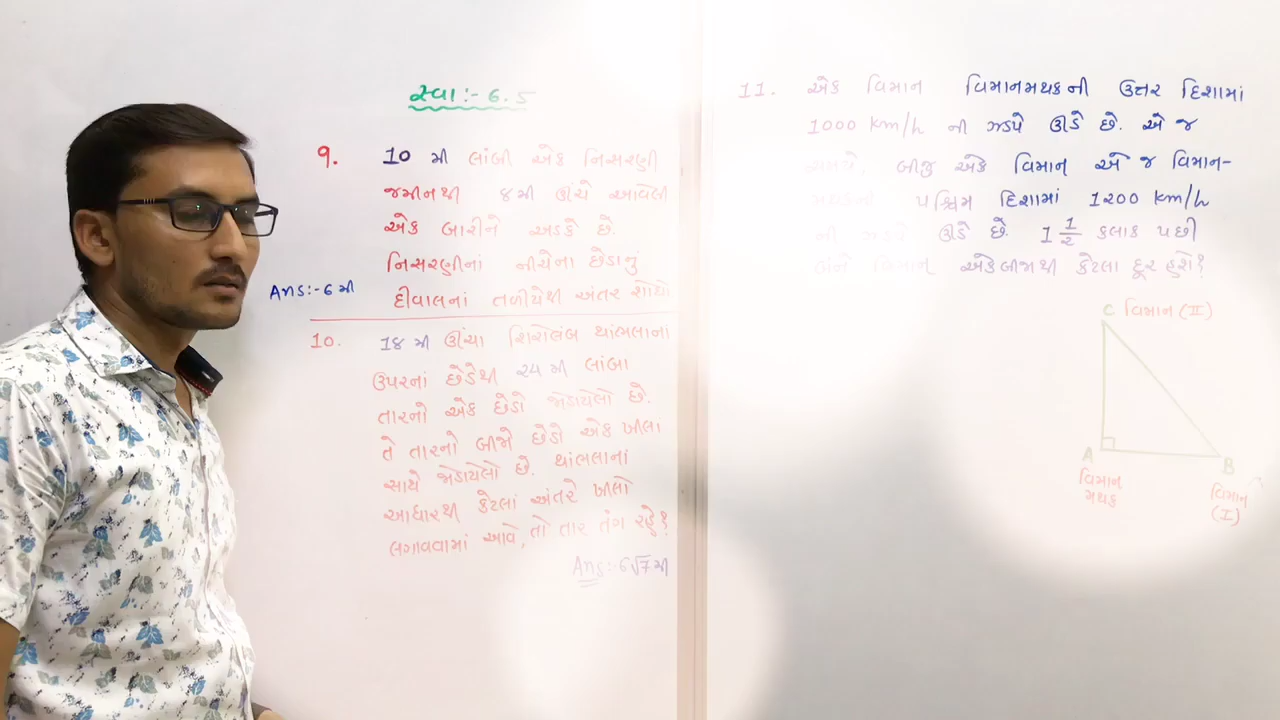 સ્વા:- 6.5
9. 10 મી લાંબી એક નિસરણી
જમીનથી 8મી ઊંચે આવેલી
એક બારીને અડકે છે.
નિસરણીનાં નીચેના છેડાનું
Ans:-6 મી
દીવાલનાં તળીયેથી અંતર શોધો
10. 18 મી ઊંચા શિરોલંબ થાંભલાના
ઉપરનાં છેડેથી 24 મી લાંબા
તારનો એક છેડો જોડાયેલો છે.
તે તારનો બીજો છેડો એક ખીલા
સાથે જોડાયેલો છે. થાંભલાનાં
આધારથી કેટલાં અંતરે ખીલો
લગાવવામાં આવે, તો તાર તંગ રહે?
Ans:-6√7 મી
11. એક વિમાન વિમાનમથકની ઉત્તર દિશામાં
1000 km/h ની ઝડપે ઊડે છે. એ જ
સમયે, બીજુ એક વિમાન એ જ વિમાન-
મથકની પશ્ચિમ દિશામાં 1200 km/h
ની ઝડપે ઊડે છે. 1 1/2 કલાક પછી
બંને વિમાન એકબીજાથી કેટલા દૂર હશે?
C વિમાન (II)
A
વિમાન
મથક
B
વિમાન
(I)